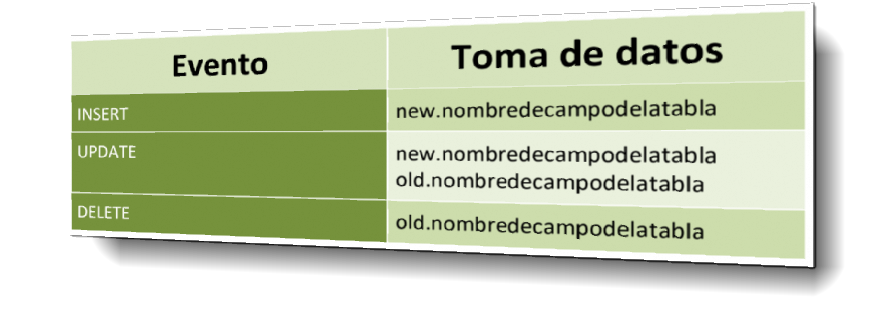 Evento
Toma de datos
INSERT
new.nombredecampodelatabla
UPDATE
new.nombredecampodelatabla
old.nombredecampodelatabla
DELETE
old.nombredecampodelatabla